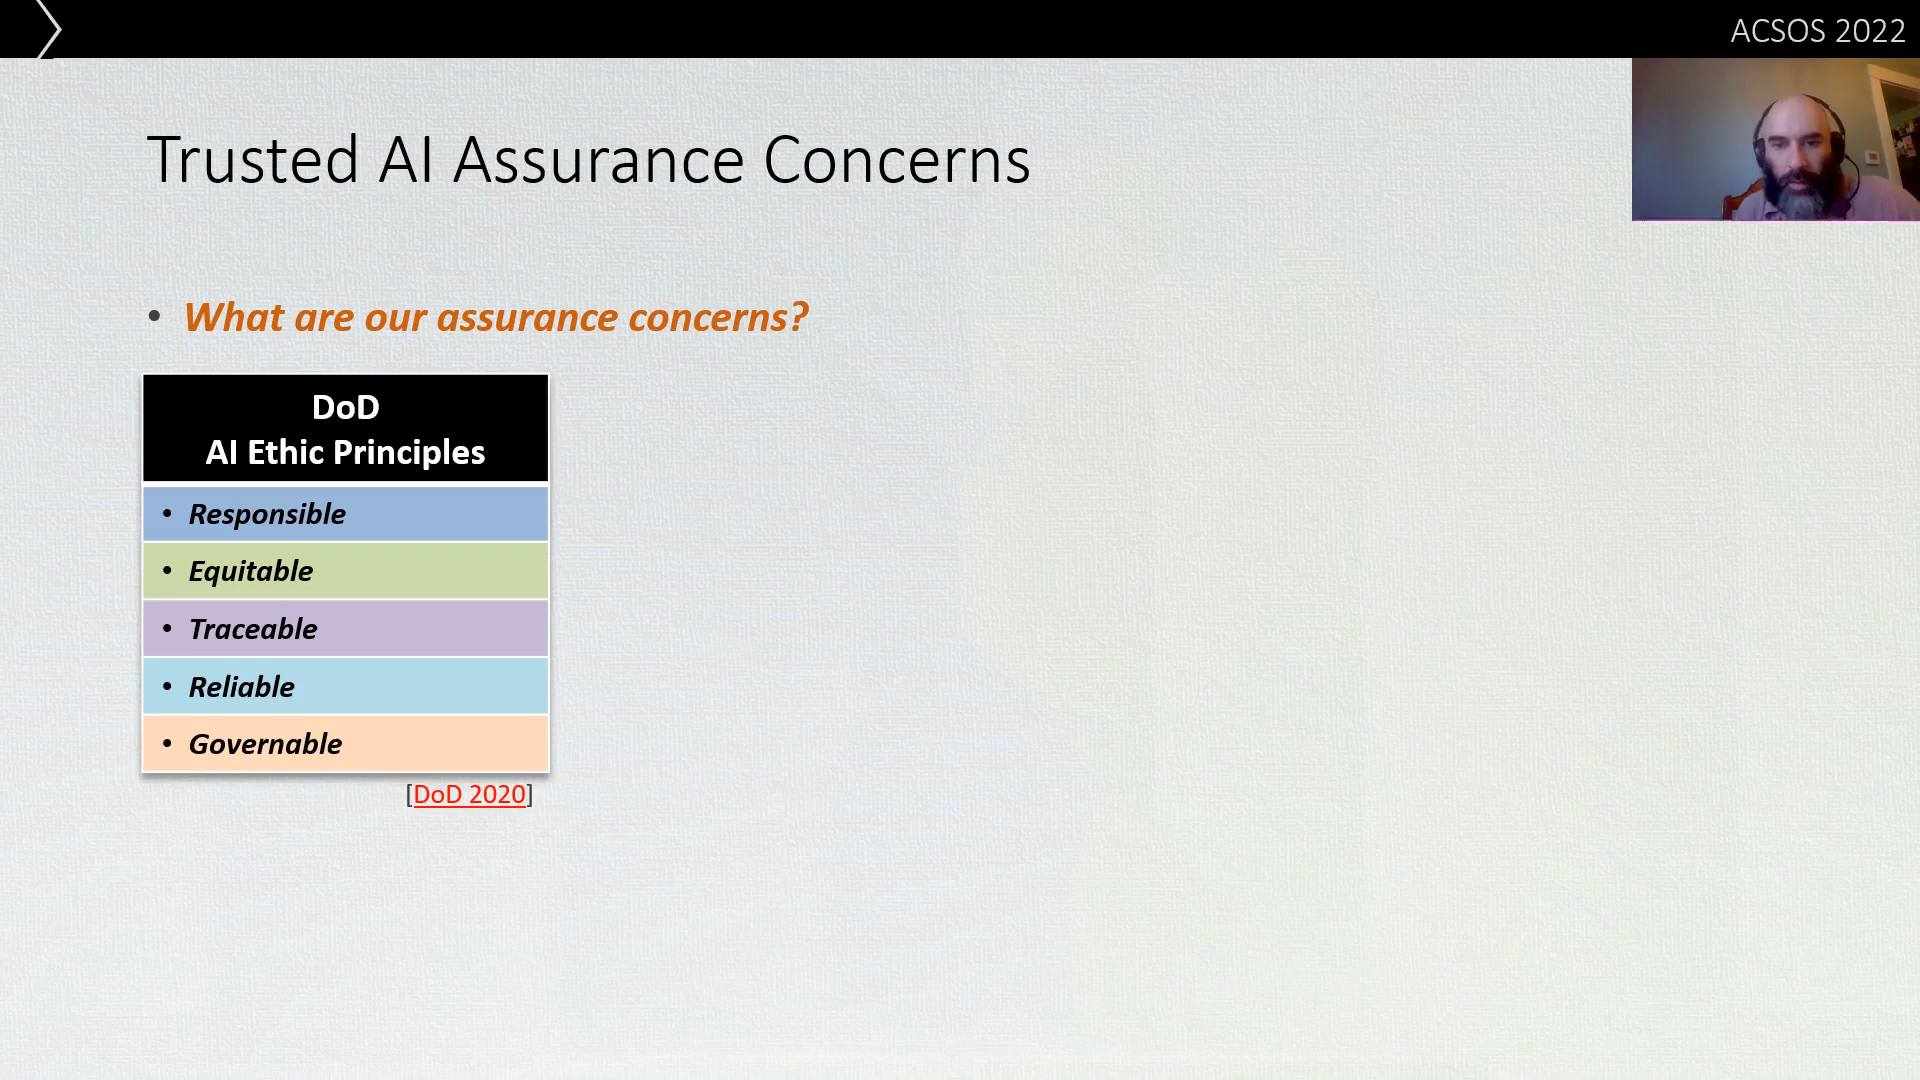 ACSOS 2022
Trusted AI Assurance Concerns
• What are our assurance concerns?
DoD
AI Ethic Principles
• Responsible
• Equitable
• Traceable
• Reliable
• Governable
[DoD 2020]